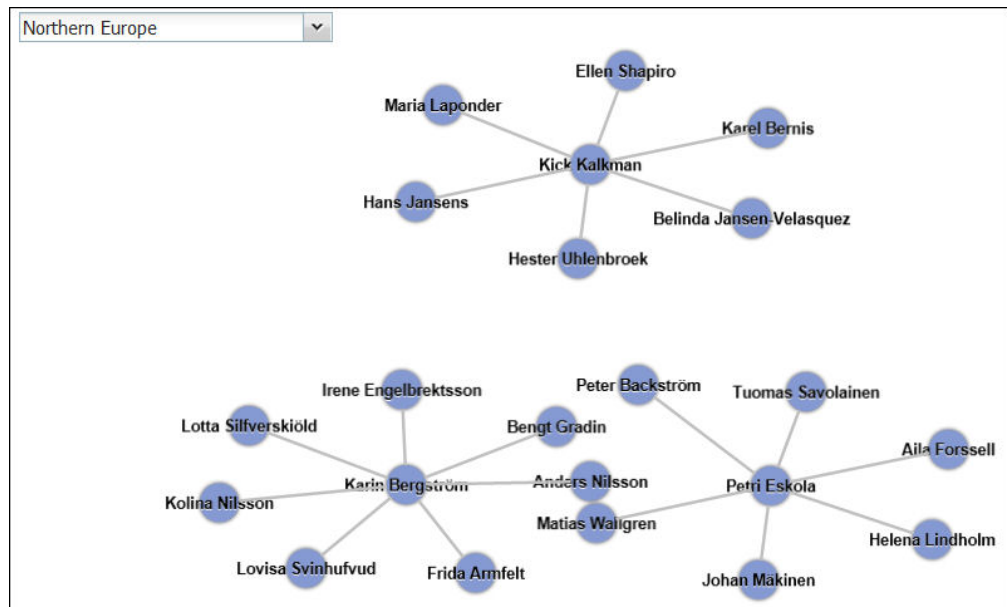 Northern Europe
Ellen Shapiro
Maria Laponder
Karel Bernis
Kick Kalkman
Hans Jansens
Belinda Jansen-Velasquez
Hester Uhlenbroek
Irene Engelbrektsson
Peter Backström
Tuomas Savolainen
Lotta Silfverskiöld
Bengt Gradin
Aila Forssell
Karin Bergström
Anders Nilsson
Petri Eskola
Kolina Nilsson
Matias Wallgren
Helena Lindholm
Lovisa Svinhufvud
Frida Armfelt
Johan Mäkinen